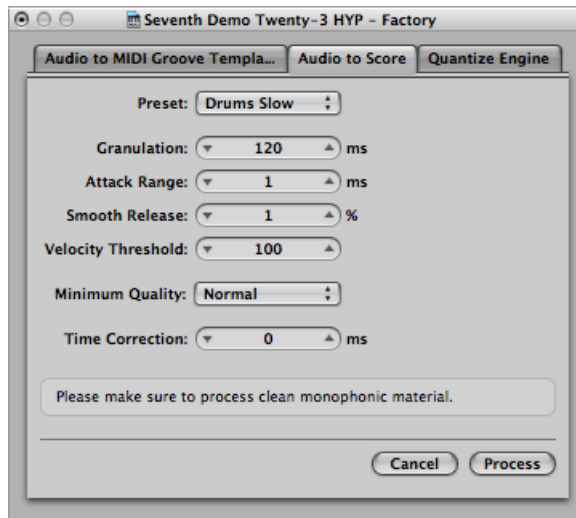 Seventh Demo Twenty-3 HYP - Factory
Audio to MIDI Groove Templa... Audio to Score Quantize Engine
Preset: Drums Slow
Granulation: 120 ms
Attack Range: 1 ms
Smooth Release: 1 %
Velocity Threshold: 100
Minimum Quality: Normal
Time Correction: 0 ms
Please make sure to process clean monophonic material.
Cancel Process